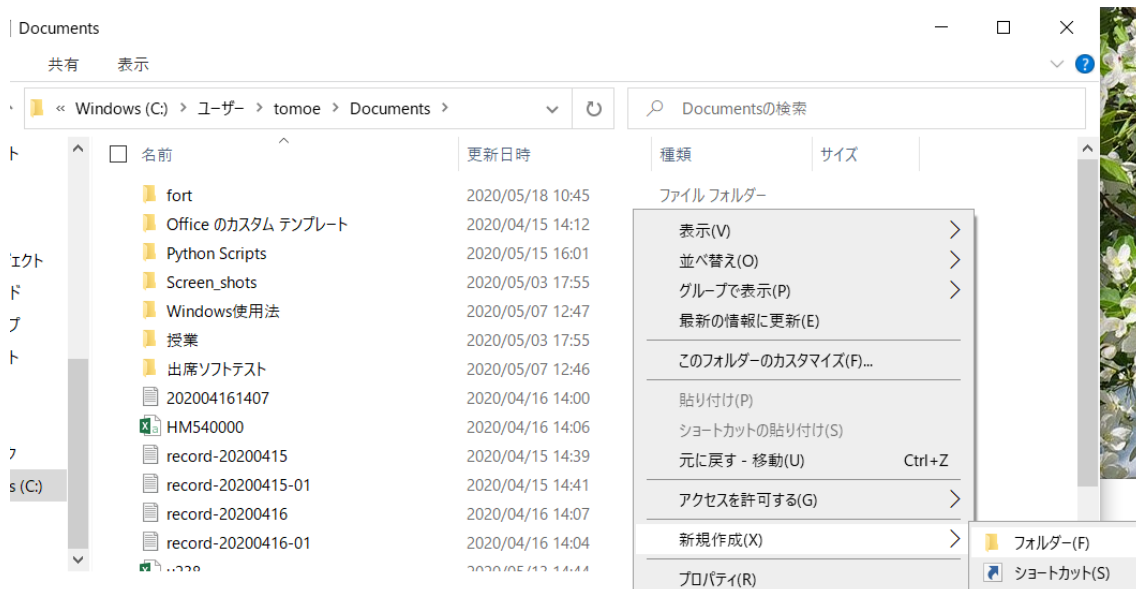 Documents
共有 表示
« Windows (C:) > ユーザー > tomoe > Documents > Documentsの検索
名前 更新日時 種類 サイズ
fort 2020/05/18 10:45 ファイル フォルダー
Office のカスタム テンプレート 2020/04/15 14:12
Python Scripts 2020/05/15 16:01
Screen_shots 2020/05/03 17:55
Windows使用法 2020/05/07 12:47
授業 2020/05/03 17:55
出席ソフトテスト 2020/05/07 12:46
202004161407 2020/04/16 14:00
HM540000 2020/04/16 14:06
record-20200415 2020/04/15 14:39
record-20200415-01 2020/04/15 14:41
record-20200416 2020/04/16 14:07
record-20200416-01 2020/04/16 14:04
ト
ェクト
ド
プ
ト
s (C:)
表示(V)
並べ替え(O)
グループで表示(P)
最新の情報に更新(E)
このフォルダーのカスタマイズ(F)...
貼り付け(P)
ショートカットの貼り付け(S)
元に戻す - 移動(U) Ctrl+Z
アクセスを許可する(G)
新規作成(X)
プロパティ(R)
フォルダー(F)
ショートカット(S)